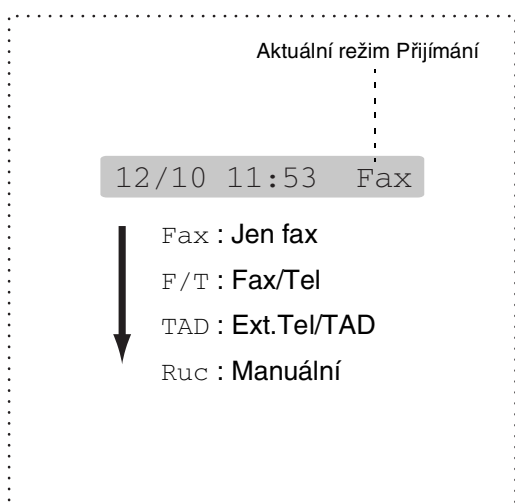 Aktuální režim Přijímání
12/10 11:53 Fax
Fax : Jen fax
F/T : Fax/Tel
TAD : Ext.Tel/TAD
Ruc : Manuální